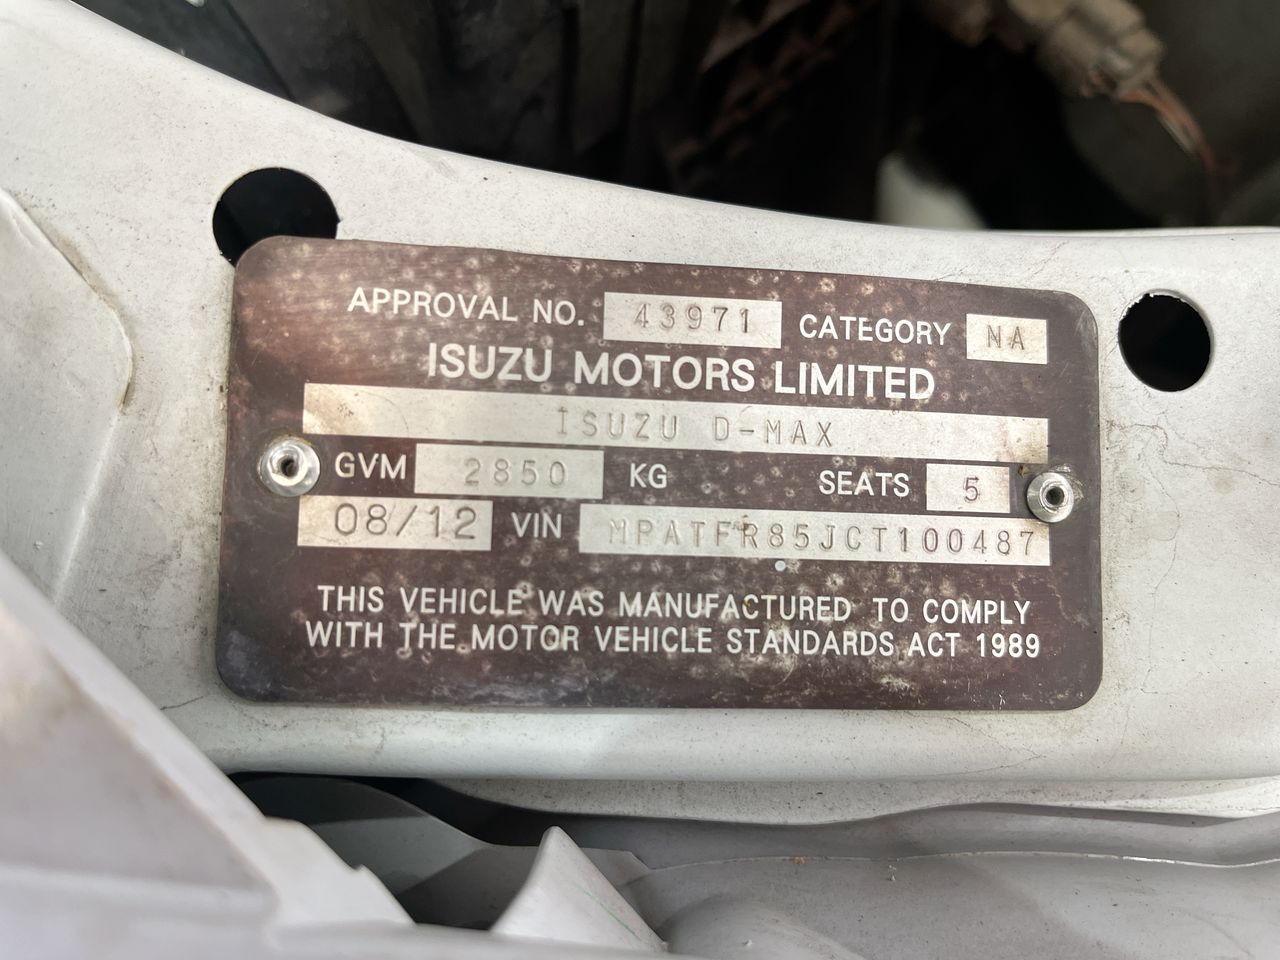 APPROVAL NO. 43971 CATEGORY NA
ISUZU MOTORS LIMITED
ISUZU D-MAX
GVM 2850 KG SEATS 5
08/12 VIN MPATFR85JCT100487
THIS VEHICLE WAS MANUFACTURED TO COMPLY
WITH THE MOTOR VEHICLE STANDARDS ACT 1989